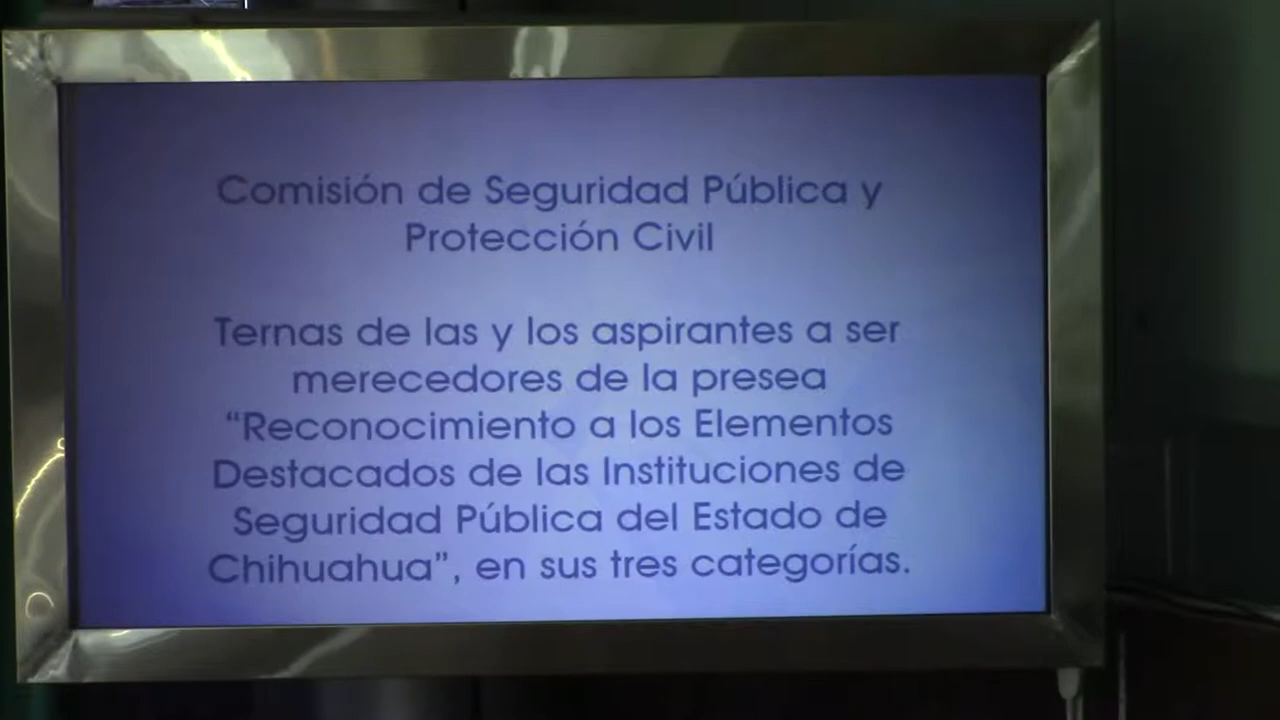 Comisión de Seguridad Pública y
Protección Civil
Ternas de las y los aspirantes a ser
merecedores de la presea
“Reconocimiento a los Elementos
Destacados de las Instituciones de
Seguridad Pública del Estado de
Chihuahua”, en sus tres categorías.